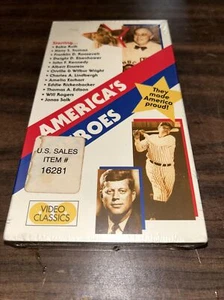 Starring...
• Babe Ruth
• Harry S. Truman
• Franklin D. Roosevelt
• Dwight D. Eisenhower
• John F. Kennedy
• Albert Einstein
• Orville & Wilbur Wright
• Charles A. Lindbergh
• Amelia Earhart
• Eddie Rickenbacker
• Thomas A. Edison
• Will Rogers
• Jonas Salk
AMERICA'S
ROES
They made
America
proud!
U.S. SALES
ITEM #
16281
VIDEO
CLASSICS